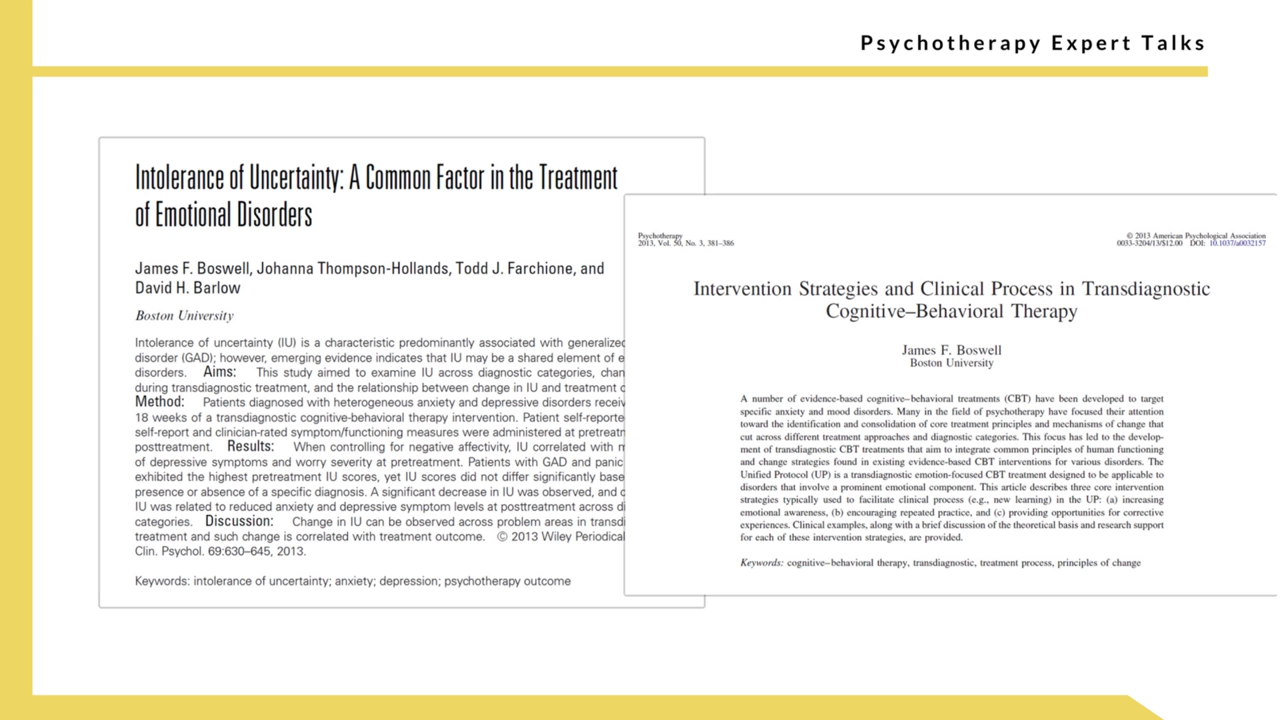 Psychotherapy Expert Talks
Intolerance of Uncertainty: A Common Factor in the Treatment
of Emotional Disorders
James F. Boswell, Johanna Thompson-Hollands, Todd J. Farchione, and
David H. Barlow
Boston University
Intolerance of uncertainty (IU) is a characteristic predominantly associated with generalized
disorder (GAD); however, emerging evidence indicates that IU may be a shared element of
disorders. Aims: This study aimed to examine IU across diagnostic categories,
during transdiagnostic treatment, and the relationship between change in IU and treatment
Method: Patients diagnosed with heterogeneous anxiety and depressive disorders
18 weeks of a transdiagnostic cognitive-behavioral therapy intervention. Patient
self-report and clinician-rated symptom/functioning measures were administered at
posttreatment. Results: When controlling for negative affectivity, IU correlated with
of depressive symptoms and worry severity at pretreatment. Patients with GAD and panic
exhibited the highest pretreatment IU scores, yet IU scores did not differ significantly
presence or absence of a specific diagnosis. A significant decrease in IU was observed, and
IU was related to reduced anxiety and depressive symptom levels at posttreatment across
categories. Discussion: Change in IU can be observed across problem areas in
treatment and such change is correlated with treatment outcome. © 2013 Wiley
Clin. Psychol. 69:630–645, 2013.
Keywords: intolerance of uncertainty; anxiety; depression; psychotherapy outcome
Psychotherapy
2013, Vol. 50, No. 3, 381–386
© 2013 American Psychological Association
0033-3204/13/$12.00 DOI: 10.1037/a0032157
Intervention Strategies and Clinical Process in Transdiagnostic
Cognitive–Behavioral Therapy
James F. Boswell
Boston University
A number of evidence-based cognitive–behavioral treatments (CBT) have been developed to target
specific anxiety and mood disorders. Many in the field of psychotherapy have focused their attention
toward the identification and consolidation of core treatment principles and mechanisms of change that
cut across different treatment approaches and diagnostic categories. This focus has led to the develop-
ment of transdiagnostic CBT treatments that aim to integrate common principles of human functioning
and change strategies found in existing evidence-based CBT interventions for various disorders. The
Unified Protocol (UP) is a transdiagnostic emotion-focused CBT treatment designed to be applicable to
disorders that involve a prominent emotional component. This article describes three core intervention
strategies typically used to facilitate clinical process (e.g., new learning) in the UP: (a) increasing
emotional awareness, (b) encouraging repeated practice, and (c) providing opportunities for corrective
experiences. Clinical examples, along with a brief discussion of the theoretical basis and research support
for each of these intervention strategies, are provided.
Keywords: cognitive–behavioral therapy, transdiagnostic, treatment process, principles of change